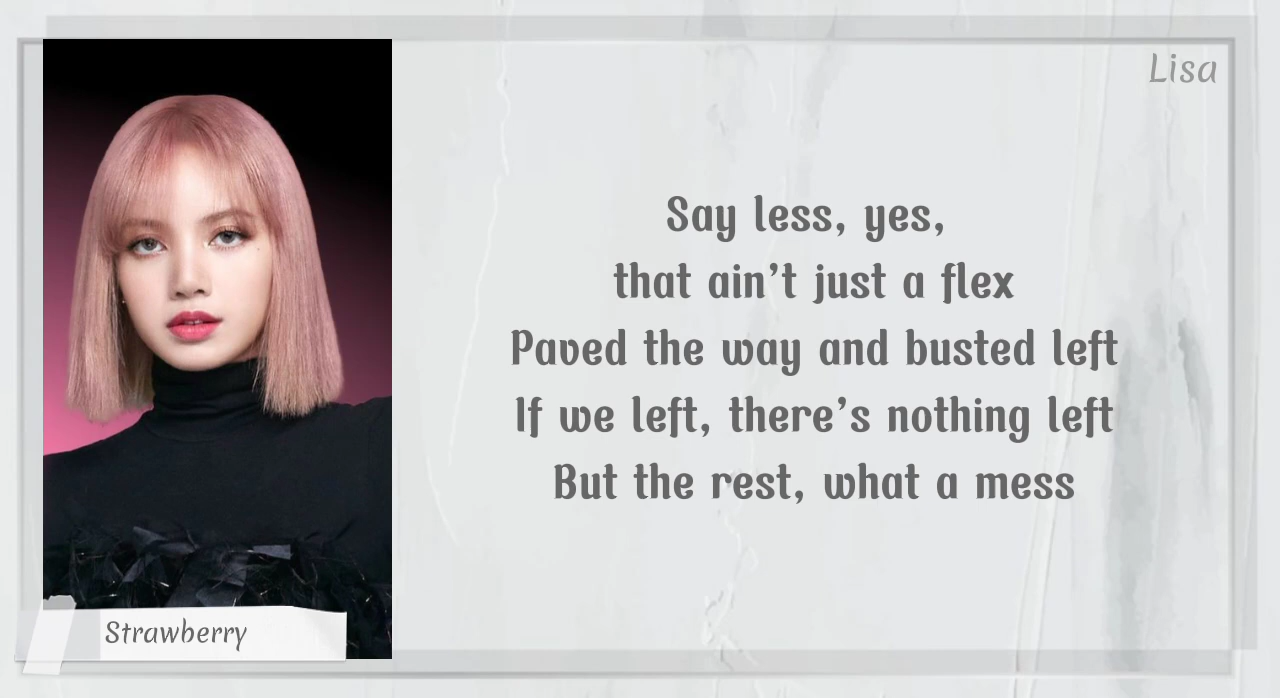 Lisa
Say less, yes,
that ain't just a flex
Paved the way and busted left
If we left, there's nothing left
But the rest, what a mess
Strawberry